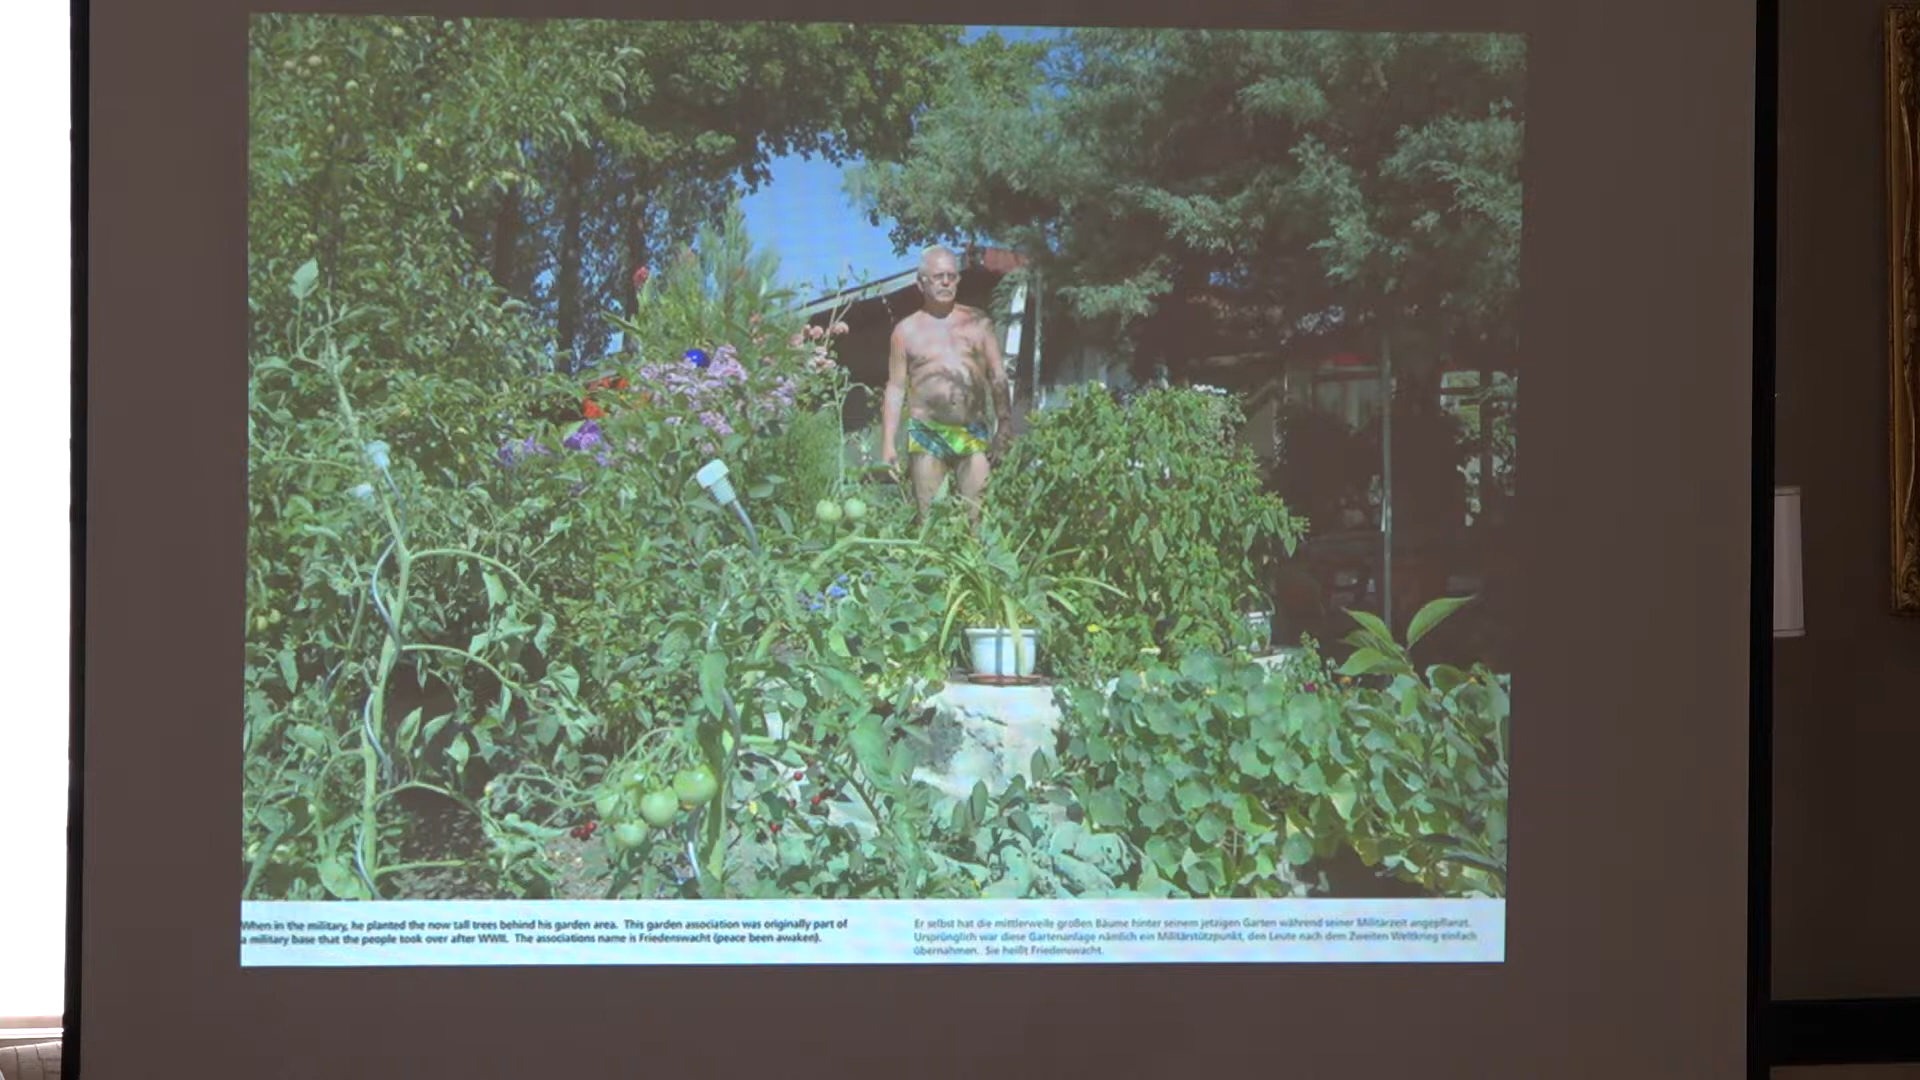 When in the military, he planted the now tall trees behind his garden area. This garden association was originally part of
a military base that the people took over after WWII. The associations name is Friedenswacht (peace been awaken).
Er selbst hat die mittlerweile großen Bäume hinter seinem jetzigen Garten während seiner Militärzeit angepflanzt.
Ursprünglich war diese Gartenanlage nämlich ein Militärstützpunkt, den Leute nach dem Zweiten Weltkrieg einfach
übernahmen. Sie heißt Friedenswacht.